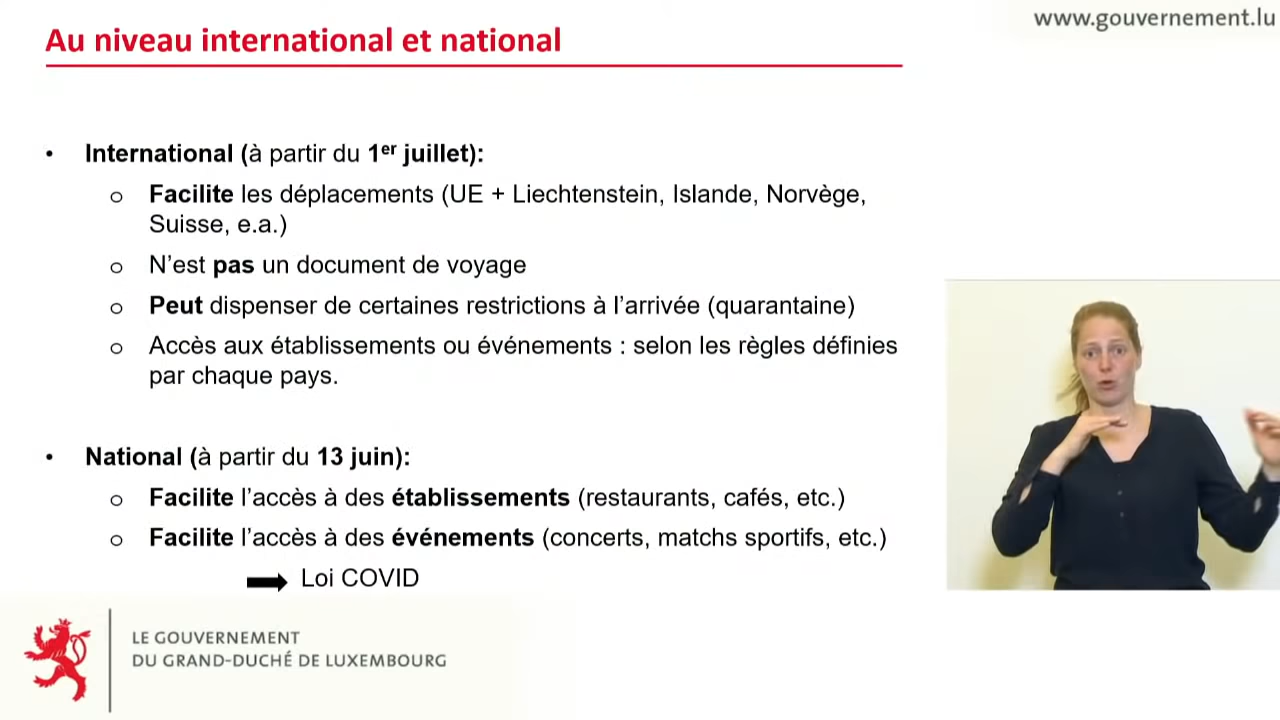 Au niveau international et national
www.gouvernement.lu
• International (à partir du 1er juillet):
o Facilite les déplacements (UE + Liechtenstein, Islande, Norvège,
Suisse, e.a.)
o N'est pas un document de voyage
o Peut dispenser de certaines restrictions à l'arrivée (quarantaine)
o Accès aux établissements ou événements : selon les règles définies
par chaque pays.
• National (à partir du 13 juin):
o Facilite l'accès à des établissements (restaurants, cafés, etc.)
o Facilite l'accès à des événements (concerts, matchs sportifs, etc.)
Loi COVID
LE GOUVERNEMENT
DU GRAND-DUCHÉ DE LUXEMBOURG